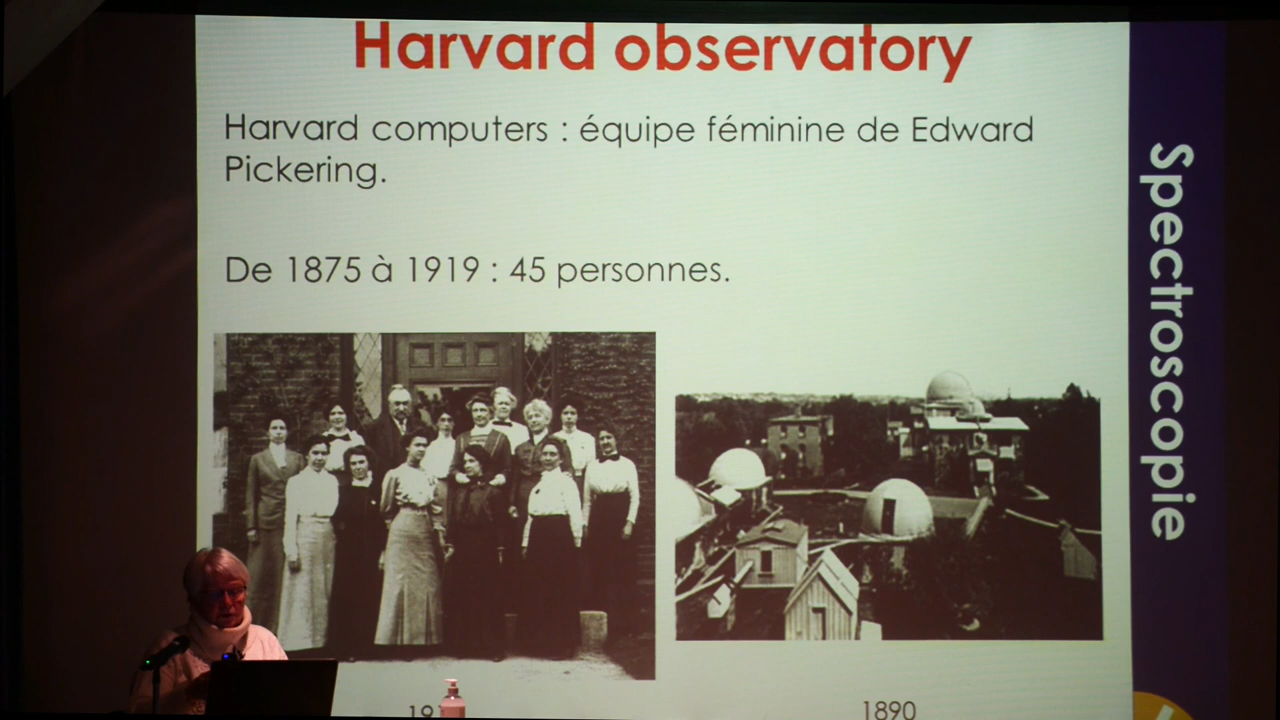 Harvard observatory
Harvard computers : équipe féminine de Edward
Pickering.
De 1875 à 1919 : 45 personnes.
1890
Spectroscopie